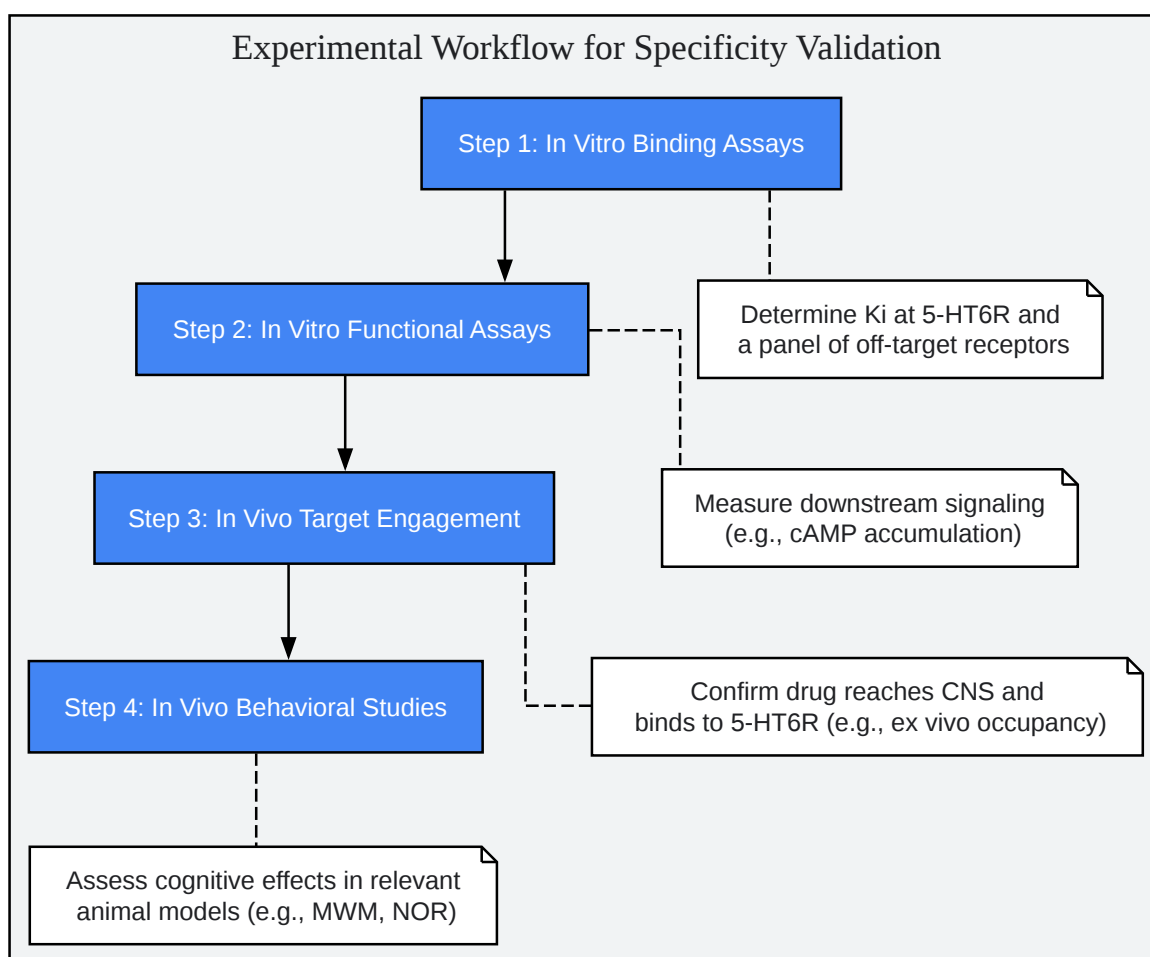 Experimental Workflow for Specificity Validation
Step 1: In Vitro Binding Assays
Determine Ki at 5-HT6R and
a panel of off-target receptors
Step 2: In Vitro Functional Assays
Measure downstream signaling
(e.g., cAMP accumulation)
Step 3: In Vivo Target Engagement
Confirm drug reaches CNS and
binds to 5-HT6R (e.g., ex vivo occupancy)
Step 4: In Vivo Behavioral Studies
Assess cognitive effects in relevant
animal models (e.g., MWM, NOR)